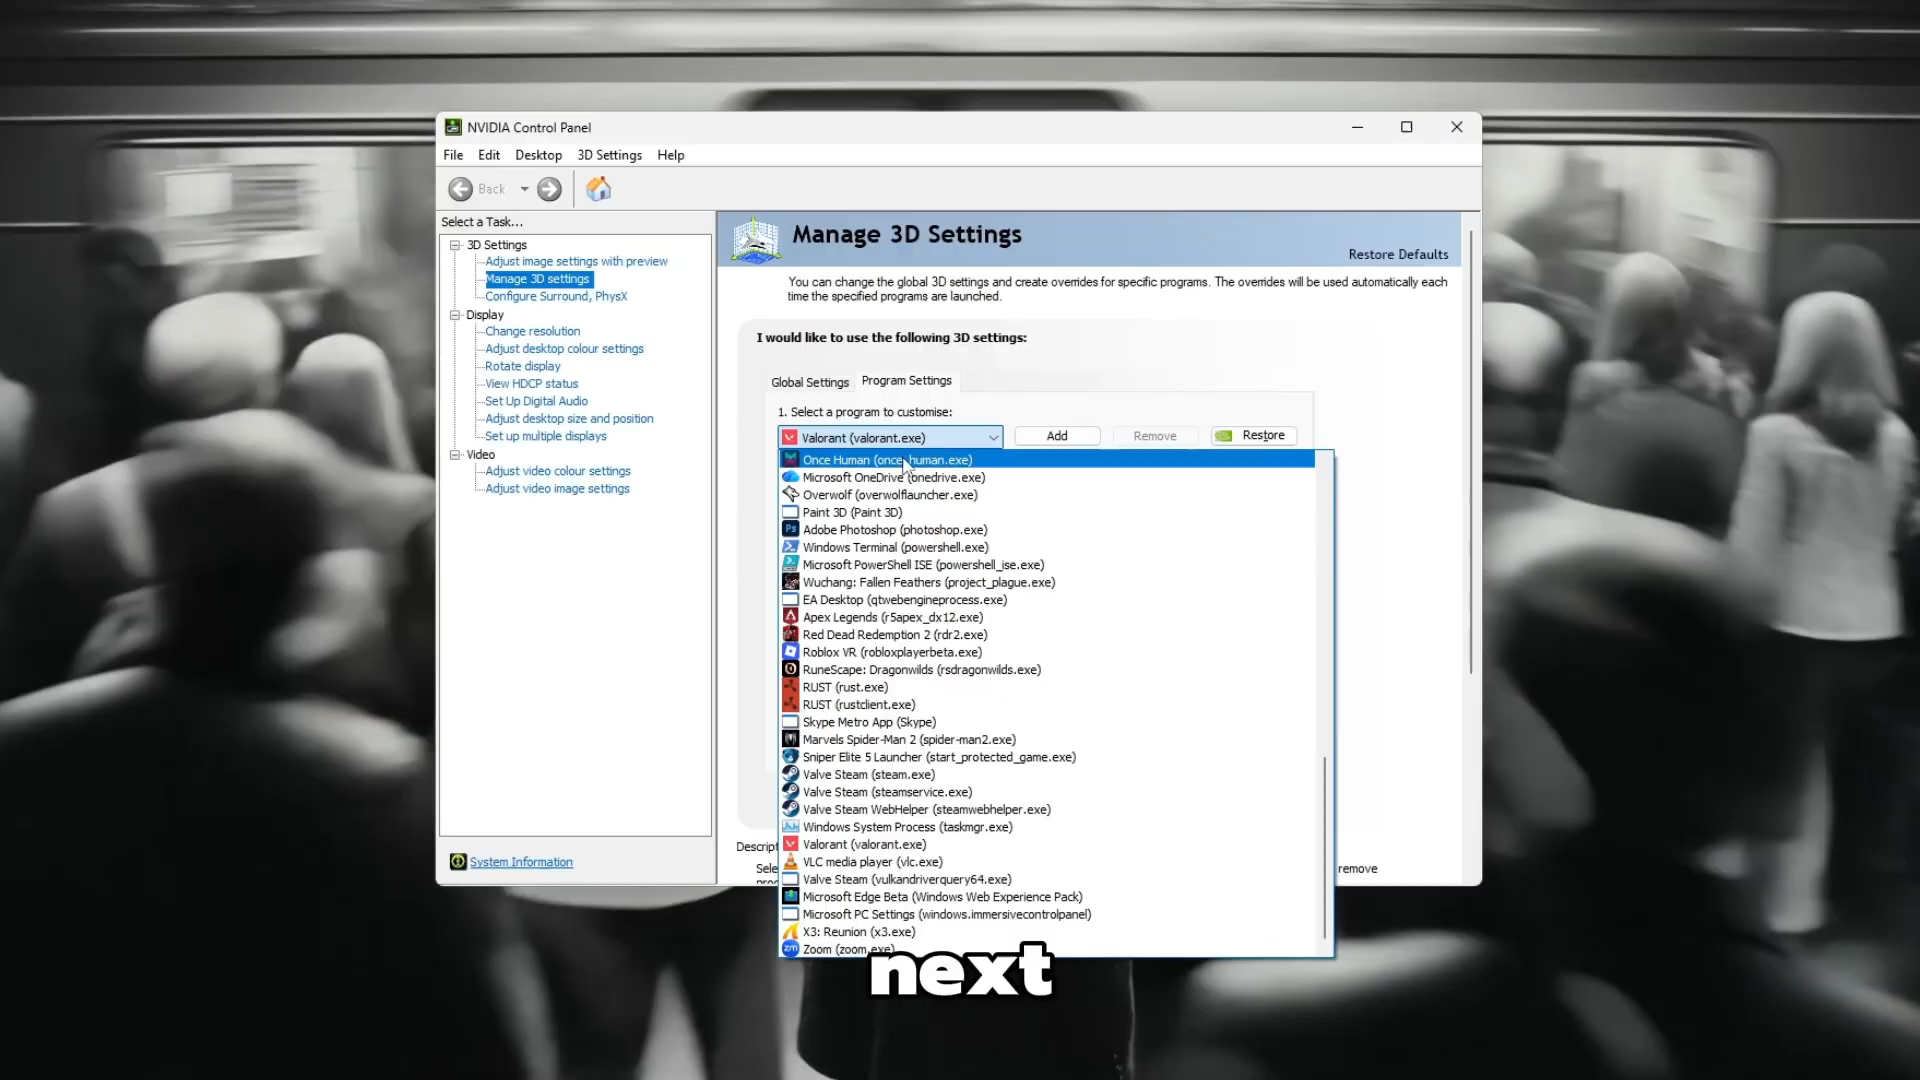 NVIDIA Control Panel
File Edit Desktop 3D Settings Help
Back
Select a Task...
3D Settings
Adjust image settings with preview
Manage 3D settings
Configure Surround, PhysX
Display
Change resolution
Adjust desktop colour settings
Rotate display
View HDCP status
Set Up Digital Audio
Adjust desktop size and position
Set up multiple displays
Video
Adjust video colour settings
Adjust video image settings
System Information
Manage 3D Settings
Restore Defaults
You can change the global 3D settings and create overrides for specific programs. The overrides will be used automatically each
time the specified programs are launched.
I would like to use the following 3D settings:
Global Settings Program Settings
1. Select a program to customise:
Valorant (valorant.exe) Add Remove Restore
Once Human (once_human.exe)
Microsoft OneDrive (onedrive.exe)
Overwolf (overwolflauncher.exe)
Paint 3D (Paint 3D)
Adobe Photoshop (photoshop.exe)
Windows Terminal (powershell.exe)
Microsoft PowerShell ISE (powershell_ise.exe)
Wuchang: Fallen Feathers (project_plague.exe)
EA Desktop (qtwebengineprocess.exe)
Apex Legends (r5apex_dx12.exe)
Red Dead Redemption 2 (rdr2.exe)
Roblox VR (robloxplayerbeta.exe)
RuneScape: Dragonwilds (rsdragonwilds.exe)
RUST (rust.exe)
RUST (rustclient.exe)
Skype Metro App (Skype)
Marvels Spider-Man 2 (spider-man2.exe)
Sniper Elite 5 Launcher (start_protected_game.exe)
Valve Steam (steam.exe)
Valve Steam (steamservice.exe)
Valve Steam WebHelper (steamwebhelper.exe)
Windows System Process (taskmgr.exe)
Valorant (valorant.exe)
VLC media player (vlc.exe)
Valve Steam (vulkandriverquery64.exe)
Microsoft Edge Beta (Windows Web Experience Pack)
Microsoft PC Settings (windows.immersivecontrolpanel)
X3: Reunion (x3.exe)
Zoom (zoom.exe)
Descript
Sele
remove
next